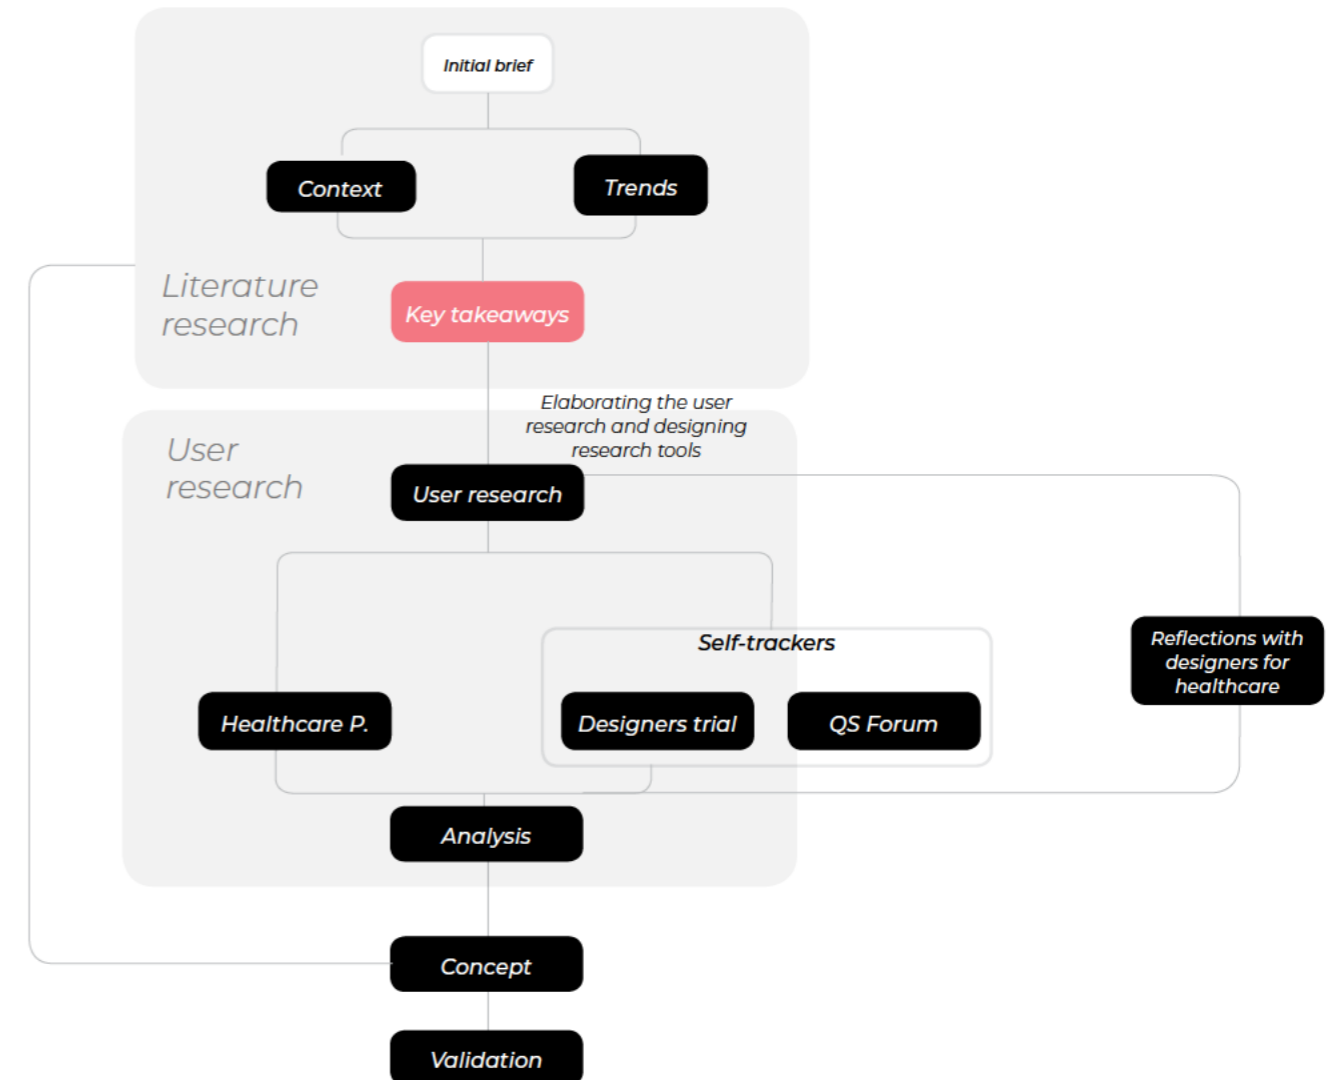 Initial brief
Context
Trends
Literature
research
Key takeaways
Elaborating the user
research and designing
research tools
User
research
User research
Self-trackers
Reflections with
designers for
healthcare
Healthcare P.
Designers trial
QS Forum
Analysis
Concept
Validation